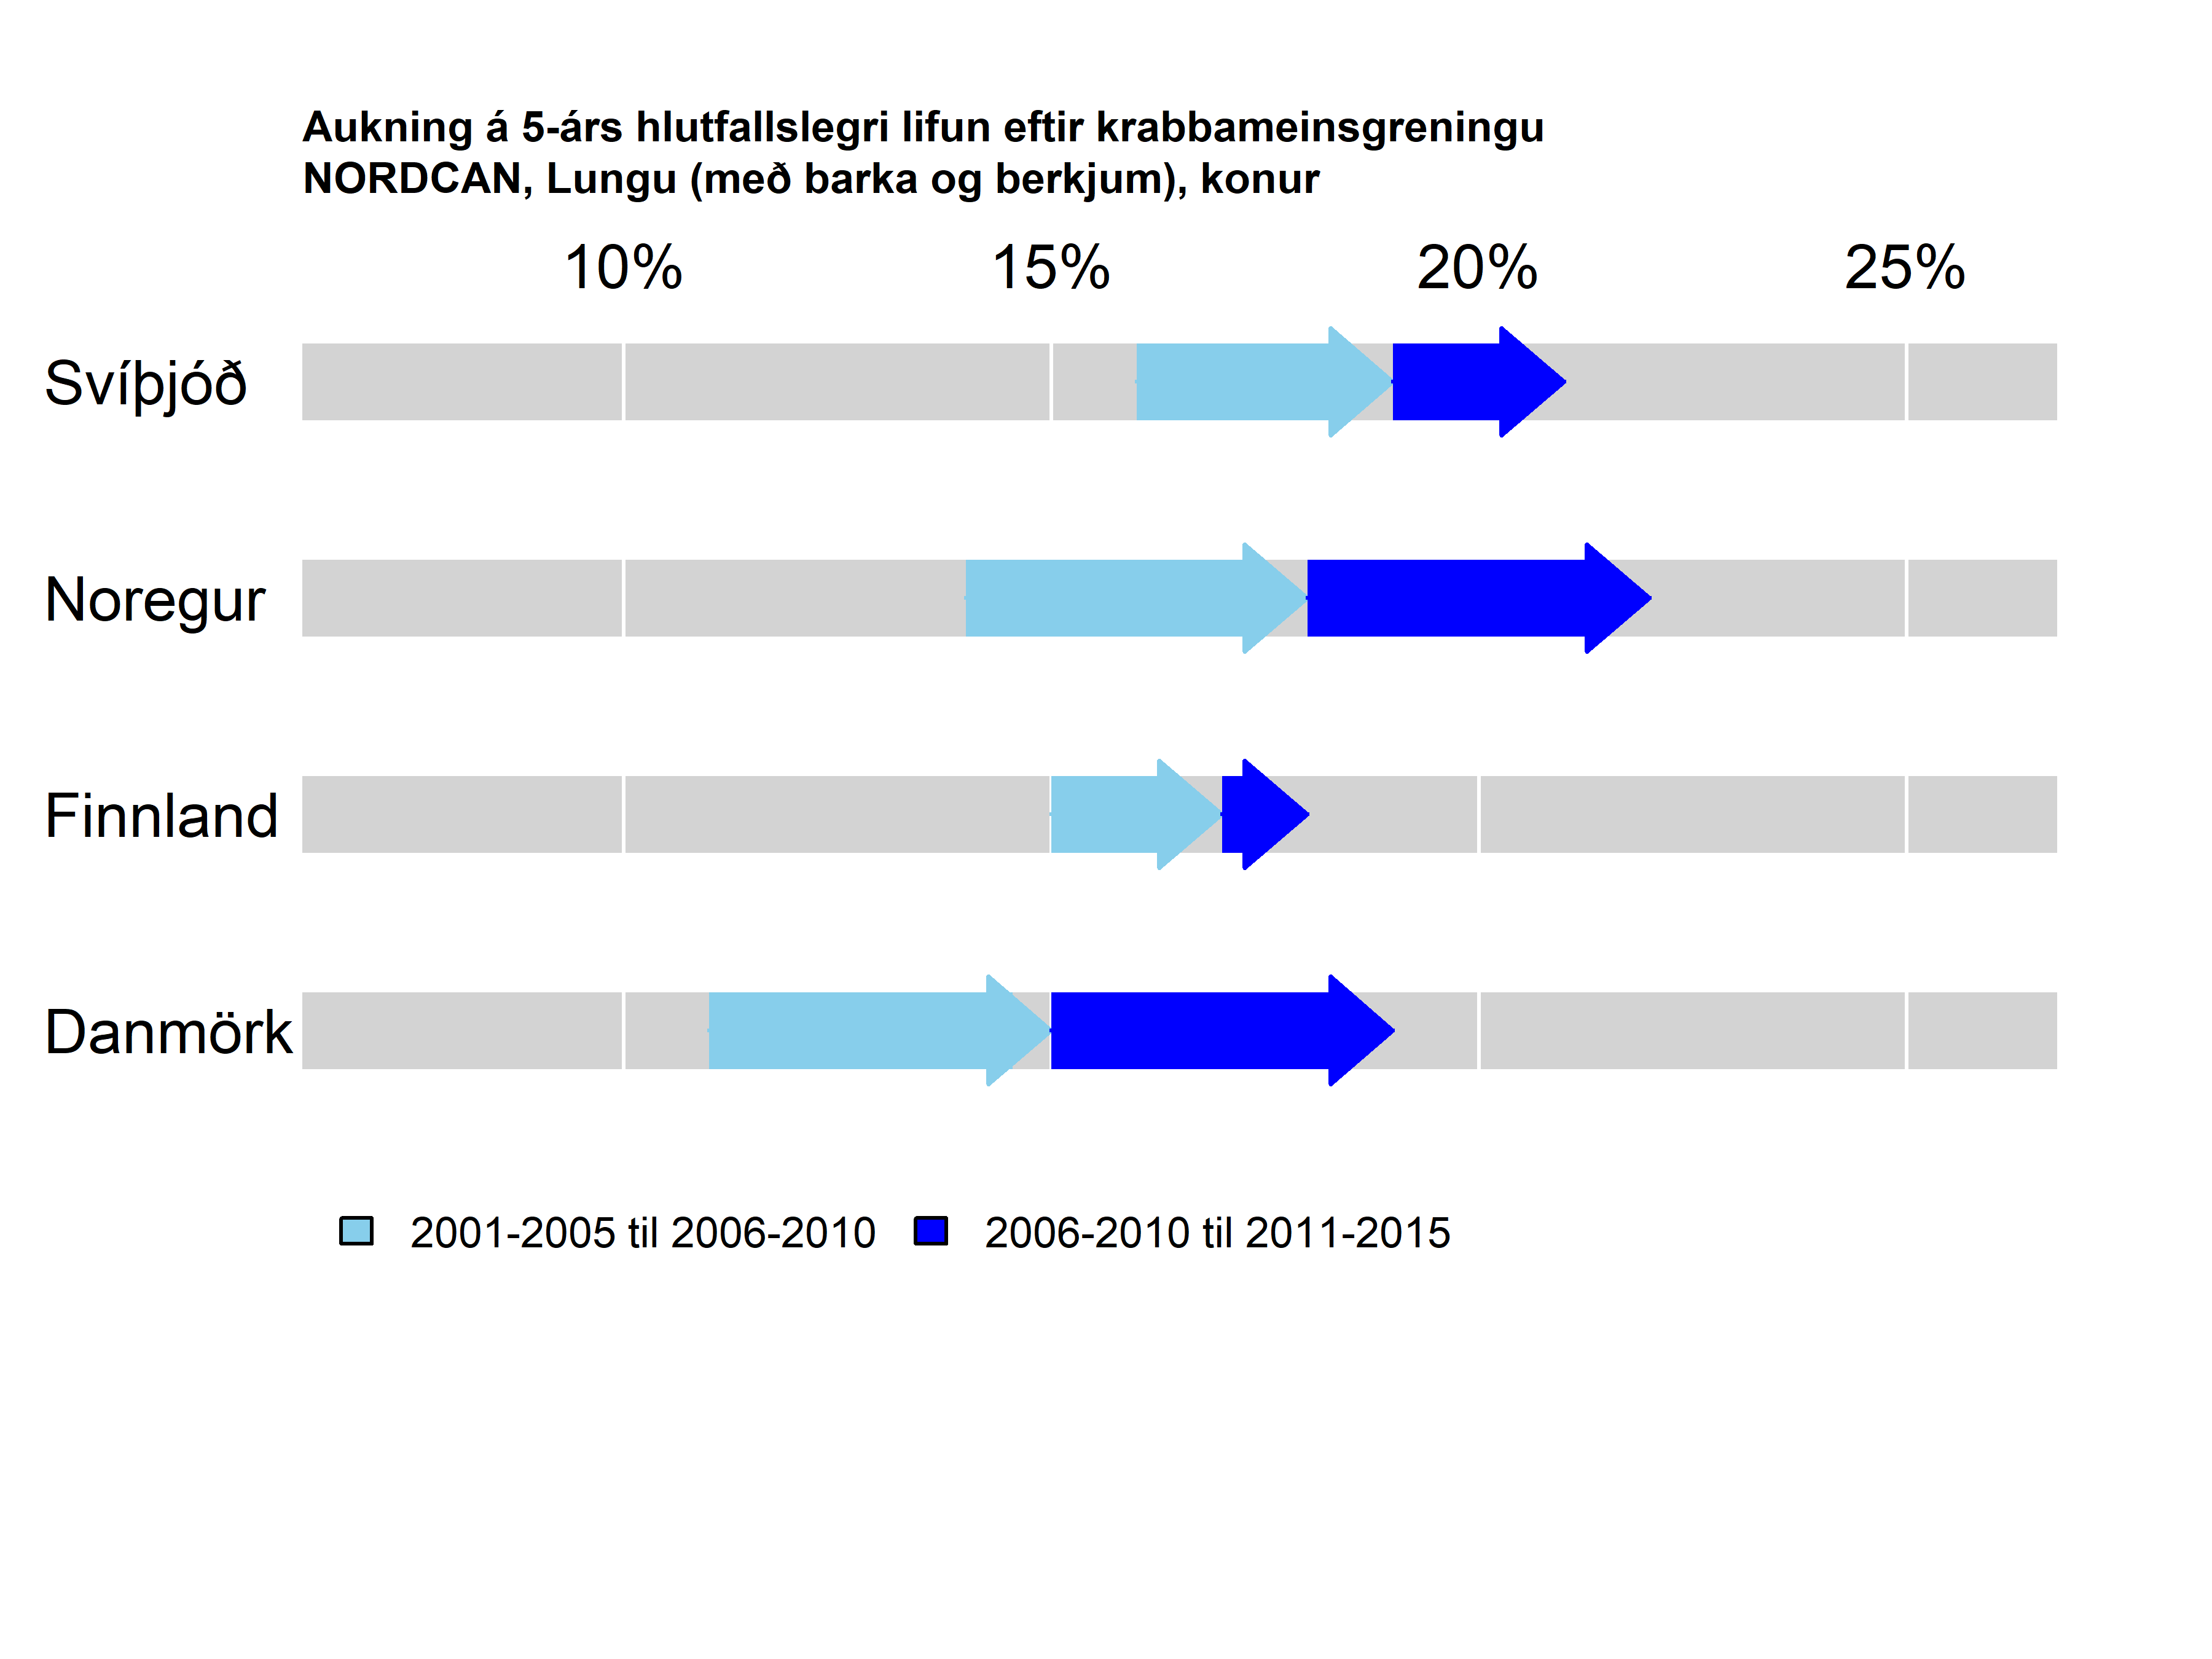 Aukning á 5-árs hlutfallslegri lifun eftir krabbameinsgreningu
NORDCAN, Lungu (með barka og berkjum), konur
10% 15% 20% 25%
Svíþjóð
Noregur
Finnland
Danmörk
2001-2005 til 2006-2010 2006-2010 til 2011-2015